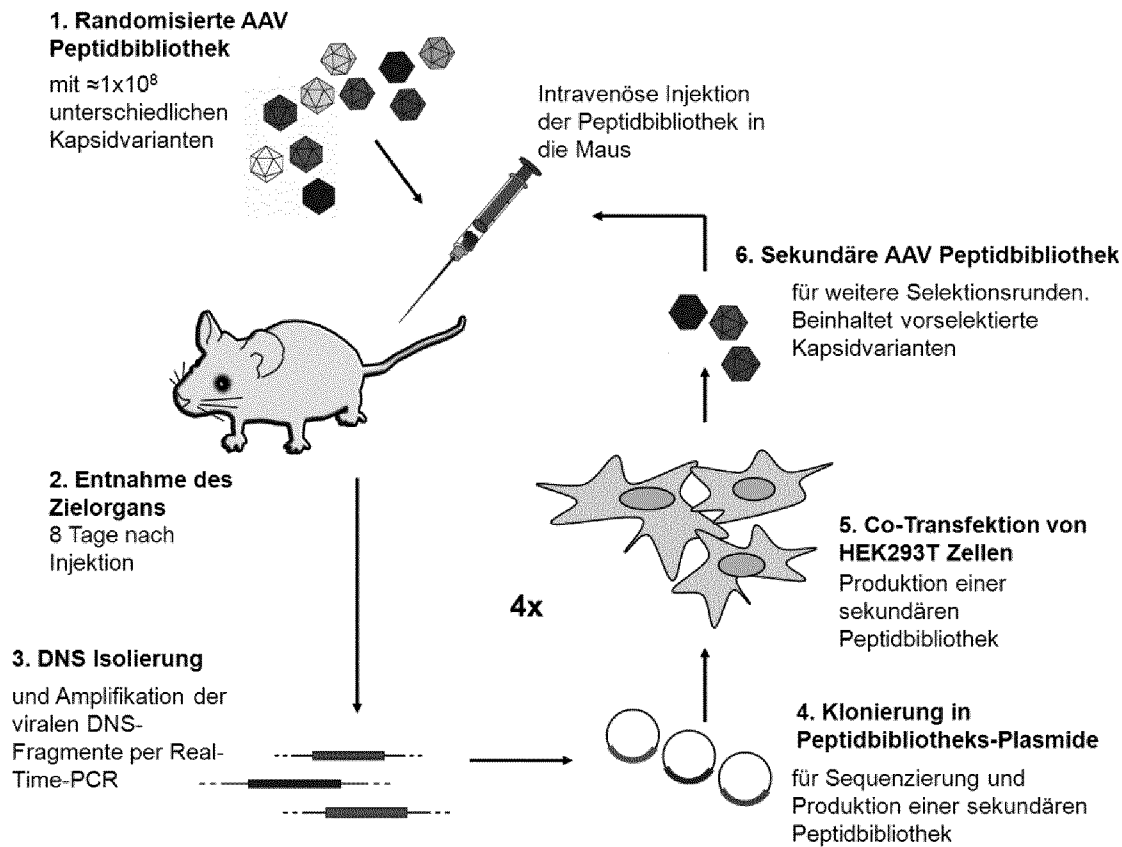 1. Randomisierte AAV
Peptidbibliothek
mit ≈1x10⁸
unterschiedlichen
Kapsidvarianten
Intravenöse Injektion
der Peptidbibliothek in
die Maus
6. Sekundäre AAV Peptidbibliothek
für weitere Selektionsrunden.
Beinhaltet vorselektierte
Kapsidvarianten
2. Entnahme des
Zielorgans
8 Tage nach
Injektion
5. Co-Transfektion von
HEK293T Zellen
Produktion einer
sekundären
Peptidbibliothek
4x
3. DNS Isolierung
und Amplifikation der
viralen DNS-
Fragmente per Real-
Time-PCR
4. Klonierung in
Peptidbibliotheks-Plasmide
für Sequenzierung und
Produktion einer sekundären
Peptidbibliothek